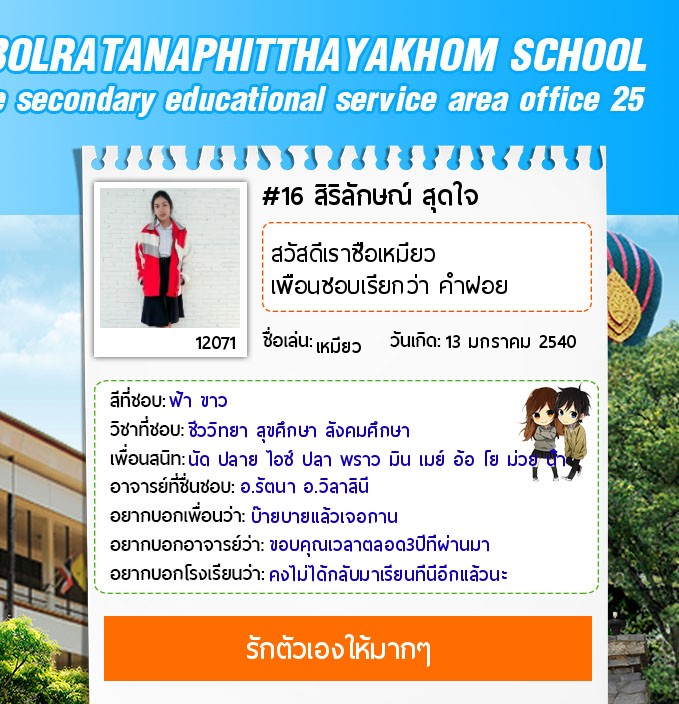 BOLRATANAPHITTHAYAKHOM SCHOOL
e secondary educational service area office 25
#16 สิริลักษณ์ สุดใจ
สวัสดีเราชื่อเหมียว
เพื่อนชอบเรียกว่า คำฝอย
12071
ชื่อเล่น: เหมียว วันเกิด: 13 มกราคม 2540
สีที่ชอบ: ฟ้า ขาว
วิชาที่ชอบ: ชีววิทยา สุขศึกษา สังคมศึกษา
เพื่อนสนิท: นัด ปลาย ไอซ์ ปลา พราว มิน เมย์ อ้อ โย ม่วย น้ำ
อาจารย์ที่ชื่นชอบ: อ.รัตนา อ.วิลาสินี
อยากบอกเพื่อนว่า: บ๊ายบายแล้วเจอกาน
อยากบอกอาจารย์ว่า: ขอบคุณเวลาตลอด3ปีที่ผ่านมา
อยากบอกโรงเรียนว่า: คงไม่ได้กลับมาเรียนที่นี่อีกแล้วนะ
รักตัวเองให้มากๆ